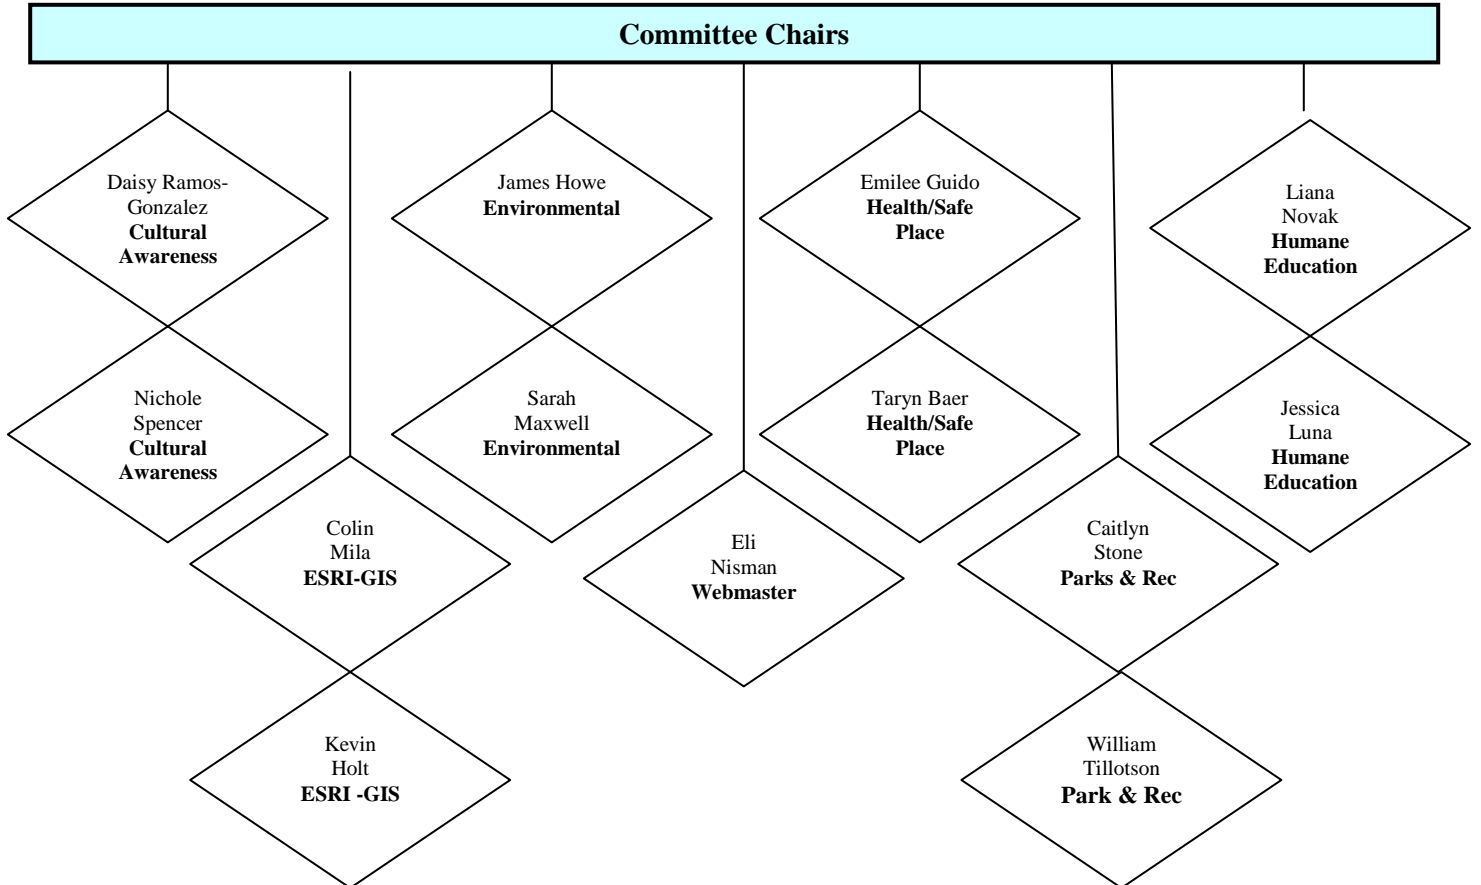 Committee Chairs
Daisy Ramos-
Gonzalez
Cultural
Awareness
James Howe
Environmental
Emilee Guido
Health/Safe
Place
Liana
Novak
Humane
Education
Nichole
Spencer
Cultural
Awareness
Sarah
Maxwell
Environmental
Taryn Baer
Health/Safe
Place
Jessica
Luna
Humane
Education
Colin
Mila
ESRI-GIS
Eli
Nisman
Webmaster
Caitlyn
Stone
Parks & Rec
Kevin
Holt
ESRI -GIS
William
Tillotson
Park & Rec